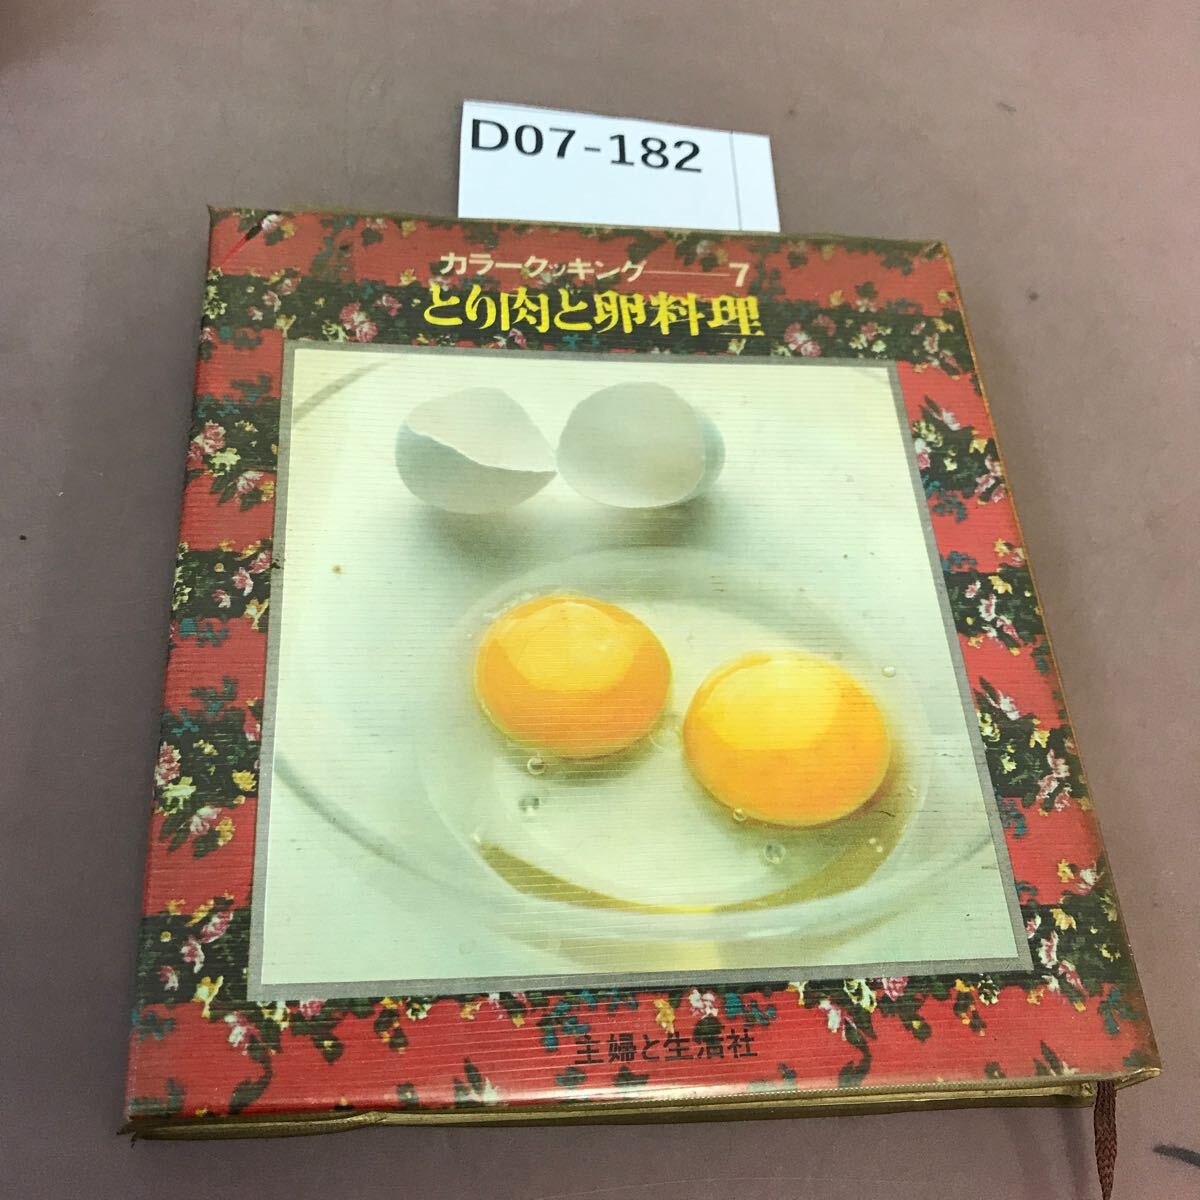 D07-182
カラークッキング――7
とり肉と卵料理
主婦と生活社